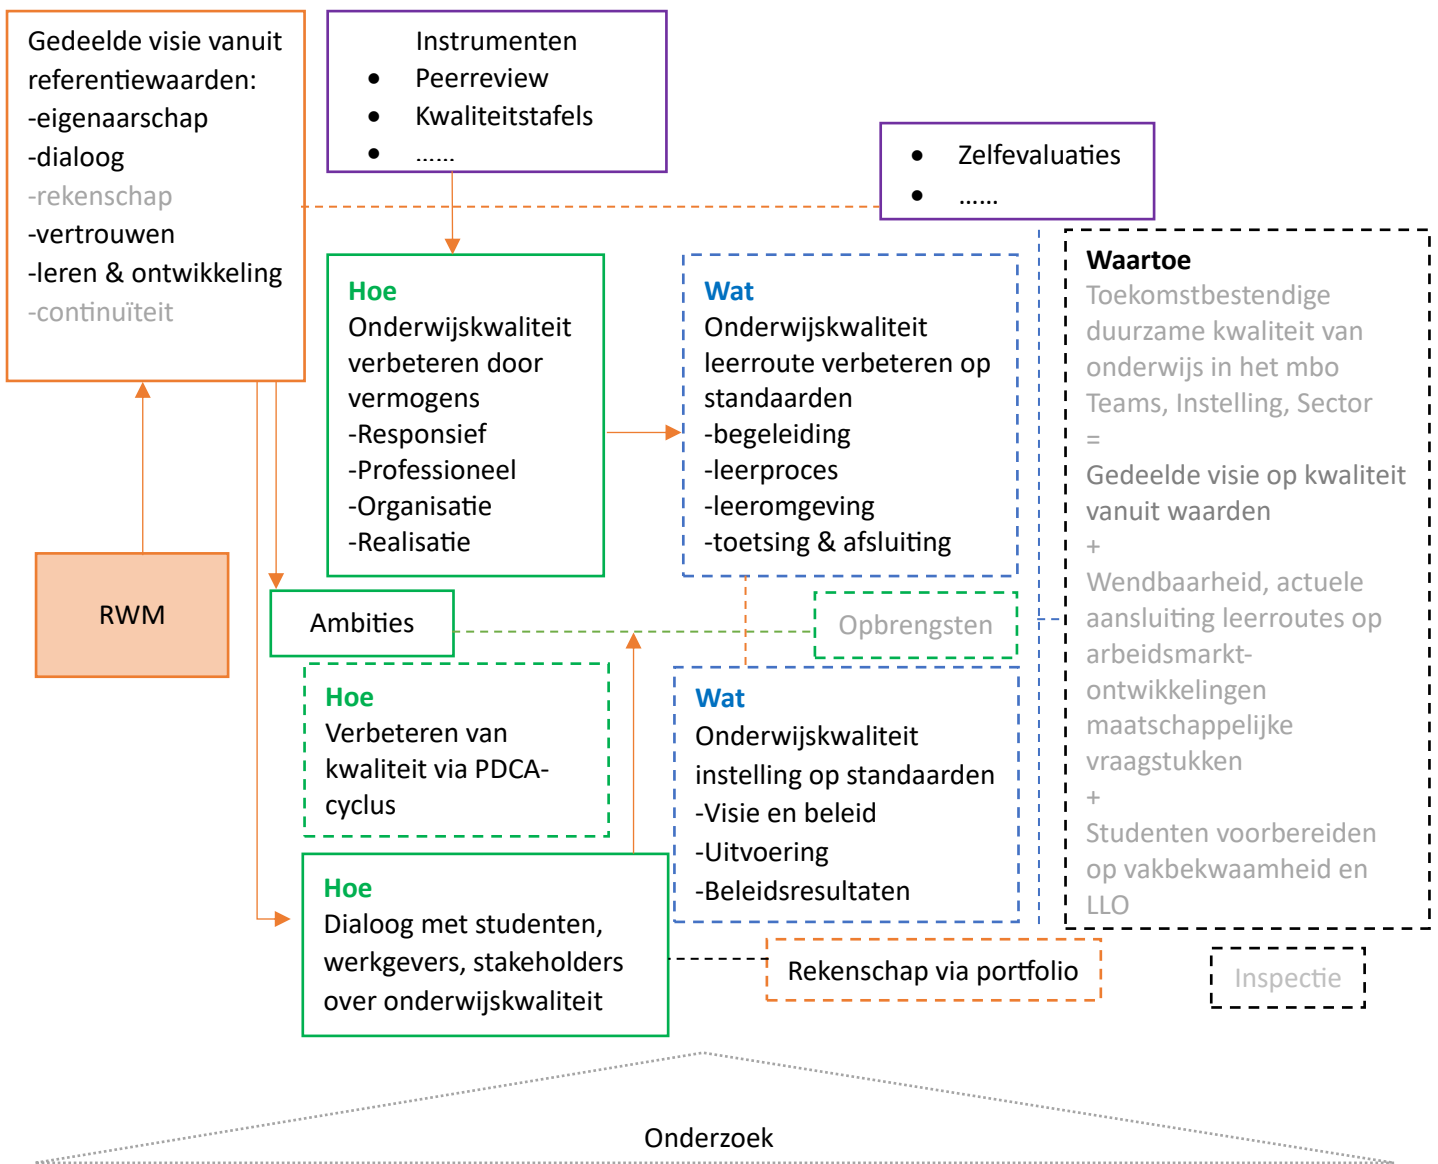 Gedeelde visie vanuit
referentiewaarden:
-eigenaarschap
-dialoog
-rekenschap
-vertrouwen
-leren & ontwikkeling
-continuïteit
Instrumenten
• Peerreview
• Kwaliteitstafels
• ……
• Zelfevaluaties
• ……
Hoe
Onderwijskwaliteit
verbeteren door
vermogens
-Responsief
-Professioneel
-Organisatie
-Realisatie
Wat
Onderwijskwaliteit
leerroute verbeteren op
standaarden
-begeleiding
-leerproces
-leeromgeving
-toetsing & afsluiting
Waartoe
Toekomstbestendige
duurzame kwaliteit van
onderwijs in het mbo
Teams, Instelling, Sector
=
Gedeelde visie op kwaliteit
vanuit waarden
+
Wendbaarheid, actuele
aansluiting leerroutes op
arbeidsmarkt-
ontwikkelingen
maatschappelijke
vraagstukken
+
Studenten voorbereiden
op vakbekwaamheid en
LLO
RWM
Ambities
Opbrengsten
Hoe
Verbeteren van
kwaliteit via PDCA-
cyclus
Wat
Onderwijskwaliteit
instelling op standaarden
-Visie en beleid
-Uitvoering
-Beleidsresultaten
Hoe
Dialoog met studenten,
werkgevers, stakeholders
over onderwijskwaliteit
Rekenschap via portfolio
Inspectie
Onderzoek